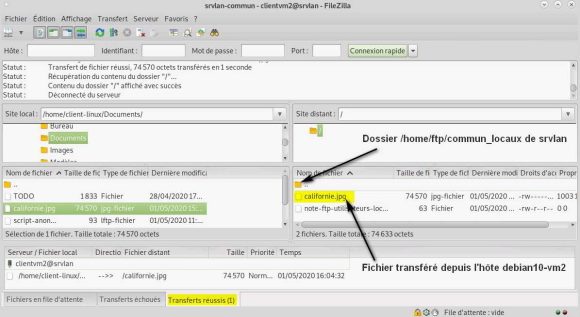 srvlan-commun - clientvm2@srvlan - FileZilla
Fichier Édition Affichage Transfert Serveur Favoris ?
Hôte : Identifiant : Mot de passe : Port : Connexion rapide
Statut : Transfert de fichier réussi, 74 570 octets transférés en 1 seconde
Statut : Récupération du contenu du dossier "/"...
Statut : Contenu du dossier "/" affiché avec succès
Statut : Déconnecté du serveur
Site local : /home/client-linux/Documents/
Site distant : /
Bureau
Documents
Images
Modèles
/
Dossier /home/ftp/commun_locaux de srvlan
Nom de fichier Taille de fic Type de fic Dernière modific
..
TODO 1833 Fichier 28/04/2020 17...
californie.jpg 74 570 jpg-fichier 01/05/2020 15...
script-anon... 93 lftp-fichier 01/05/2020 11:...
Sélection de 1 fichier. Taille totale : 74 570 octets
Nom de fichier Taille de fi Type de fic Dernière modi Droits d'acc Propr
..
californie.jpg 74 570 jpg-fichier 01/05/2020... -rw------- 10031
note-ftp-utilisateurs-loc... 63 Fichier 01/05/2020... -rw-r--r-- 0 0
2 fichiers. Taille totale : 74 633 octets
Serveur / Fichier local Directio Fichier distant Taille Priorité Temps
clientvm2@srvlan
/home/client-linux/... -->> /californie.jpg 74 570 Norm... 01/05/2020 16:04:32
Fichier transféré depuis l'hôte debian10-vm2
Fichiers en file d'attente Transferts échoués Transferts réussis (1)
File d'attente : vide